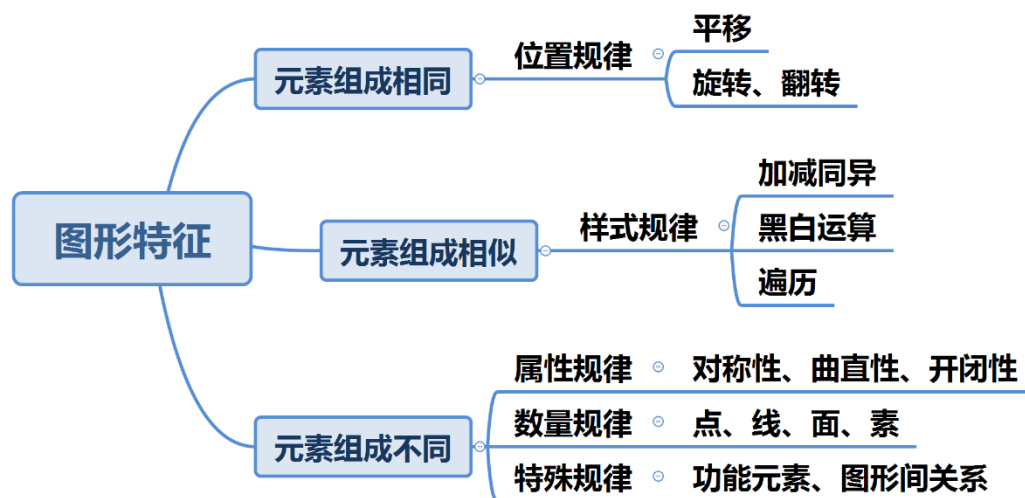 图形特征
元素组成相同
位置规律
平移
旋转、翻转
元素组成相似
样式规律
加减同异
黑白运算
遍历
元素组成不同
属性规律
对称性、曲直性、开闭性
数量规律
点、线、面、素
特殊规律
功能元素、图形间关系